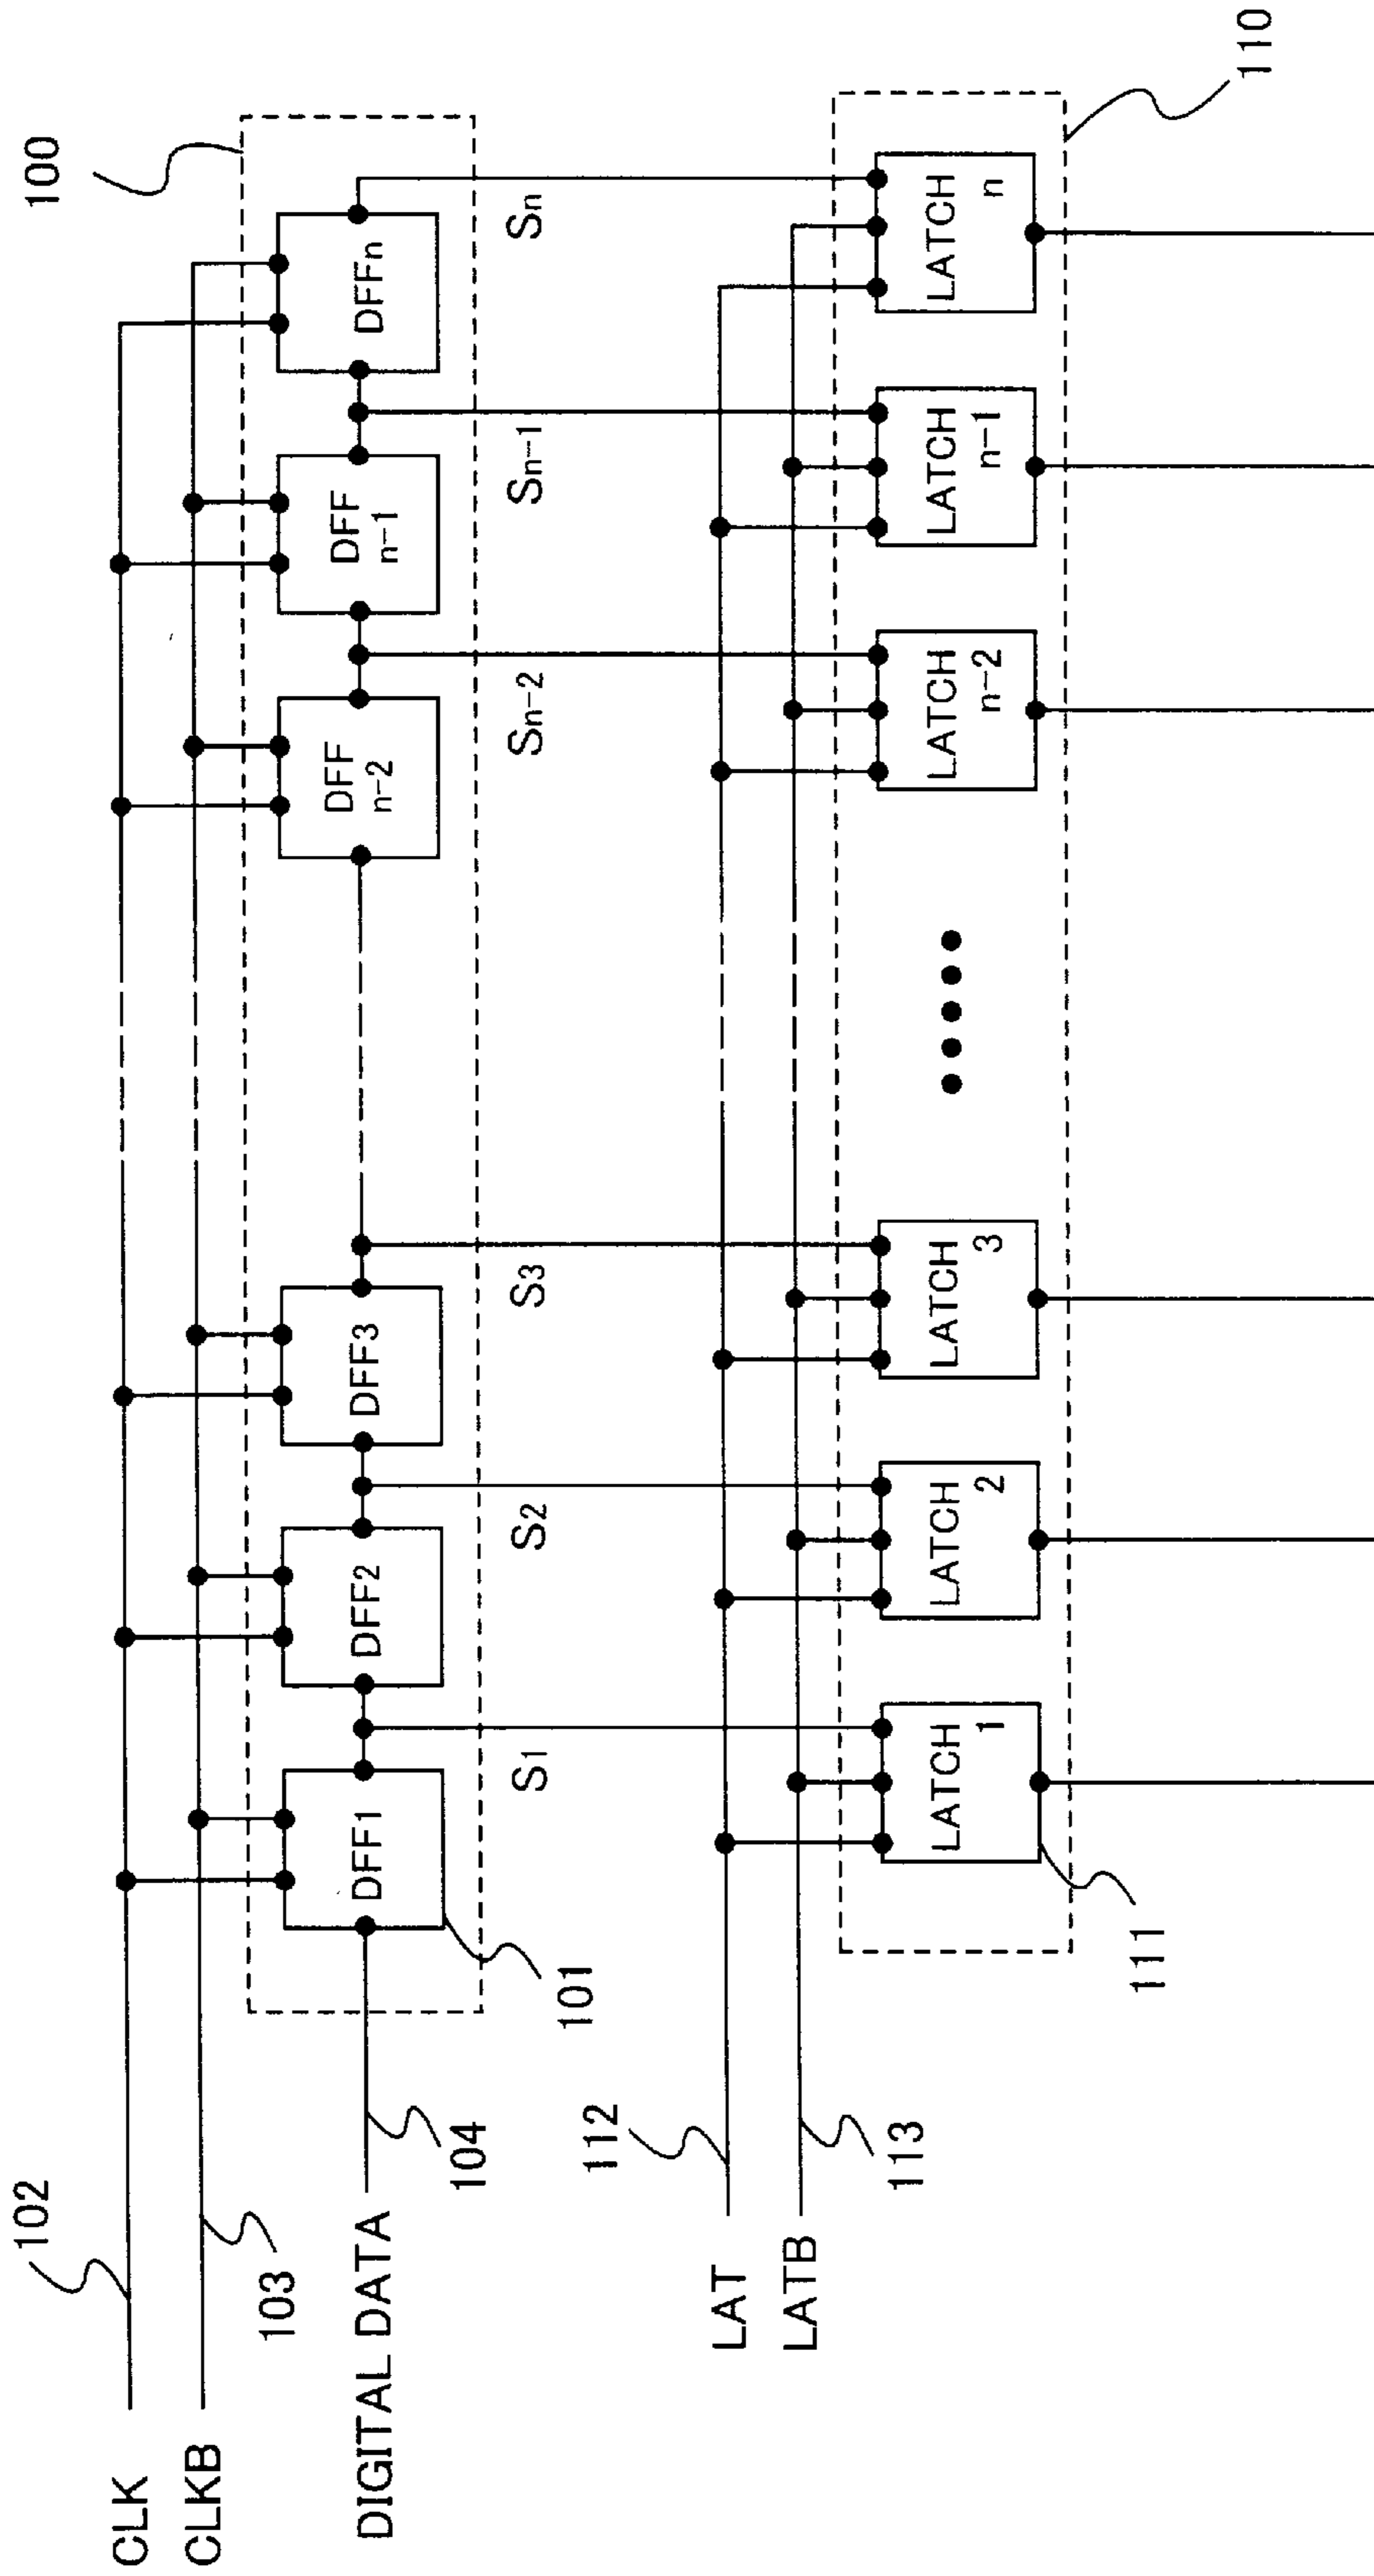 100
CLK
102
CLKB
103
DIGITAL DATA
104
DFF1
DFF2
DFF3
DFF
n-2
DFF
n-1
DFFn
101
S1
S2
S3
Sn-2
Sn-1
Sn
LAT
112
LATB
113
LATCH
1
LATCH
2
LATCH
3
LATCH
n-2
LATCH
n-1
LATCH
n
111
110